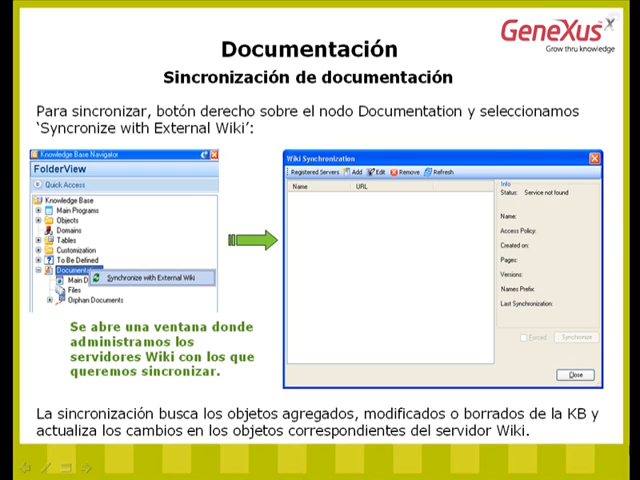 GeneXus
Grow thru knowledge
Documentación
Sincronización de documentación
Para sincronizar, botón derecho sobre el nodo Documentation y seleccionamos
‘Syncronize with External Wiki’:
Knowledge Base Navigator
FolderView
Quick Access
Knowledge Base
Main Programs
Objects
Domains
Tables
Customization
To Be Defined
Documentation
Synchronize with External Wiki
Main D
Files
Orphan Documents
Wiki Synchronization
Registered Servers Add Edit Remove Refresh
Name URL
Info
Status: Service not found
Name:
Access Policy:
Created on:
Pages:
Versions:
Names Prefix:
Last Synchronization:
Forced Synchronize
Close
Se abre una ventana donde
administramos los
servidores Wiki con los que
queremos sincronizar.
La sincronización busca los objetos agregados, modificados o borrados de la KB y
actualiza los cambios en los objetos correspondientes del servidor Wiki.